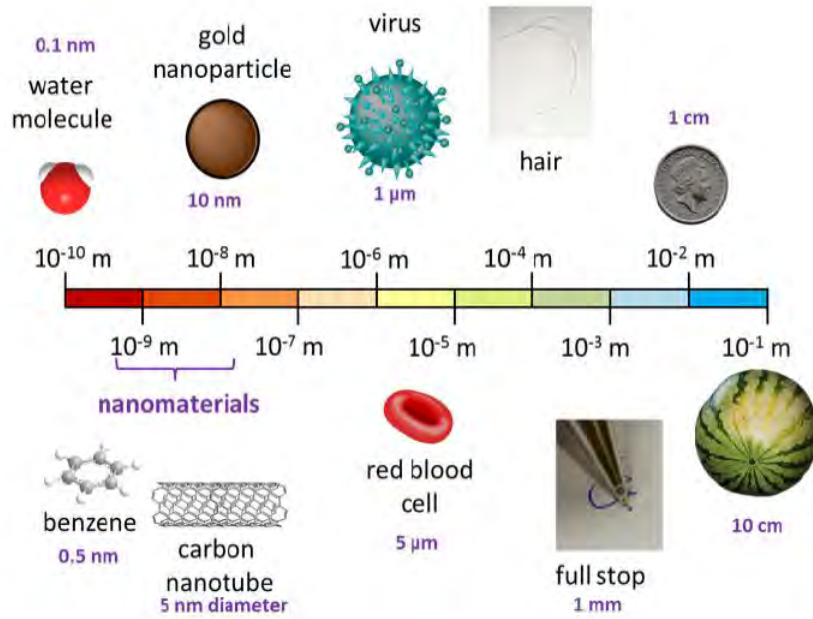 0.1 nm
water
molecule
gold
nanoparticle
10 nm
virus
1 µm
hair
1 cm
10⁻¹⁰ m
10⁻⁸ m
10⁻⁶ m
10⁻⁴ m
10⁻² m
10⁻⁹ m
10⁻⁷ m
10⁻⁵ m
10⁻³ m
10⁻¹ m
nanomaterials
benzene
0.5 nm
carbon
nanotube
5 nm diameter
red blood
cell
5 µm
full stop
1 mm
10 cm